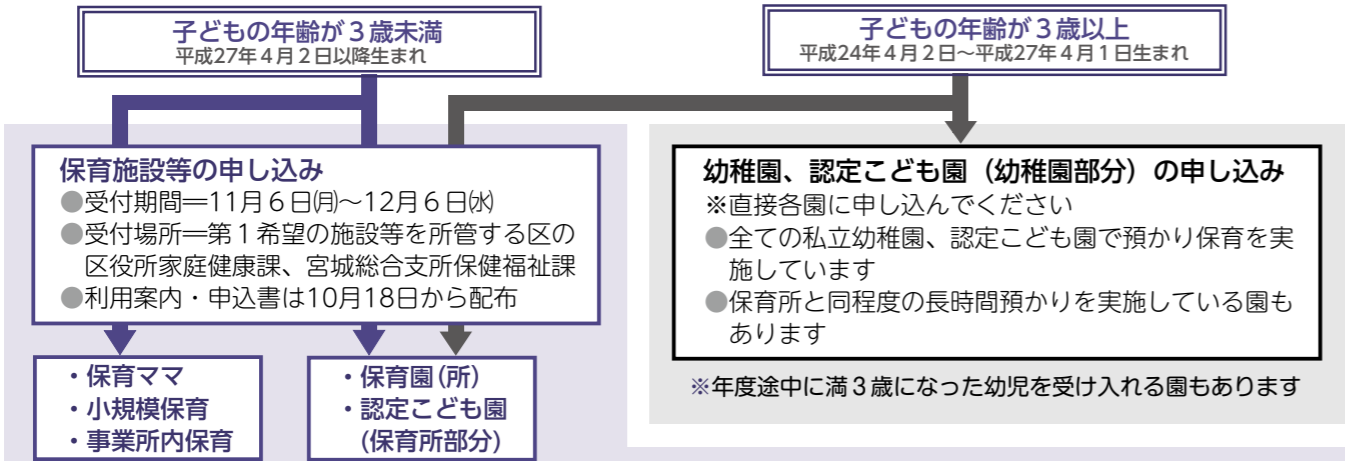 子どもの年齢が３歳未満
平成27年４月２日以降生まれ
子どもの年齢が３歳以上
平成24年４月２日～平成27年４月１日生まれ
保育施設等の申し込み
●受付期間＝11月６日㈪～12月６日㈬
●受付場所＝第１希望の施設等を所管する区の
区役所家庭健康課、宮城総合支所保健福祉課
●利用案内・申込書は10月18日から配布
・保育ママ
・小規模保育
・事業所内保育
・保育園(所)
・認定こども園
(保育所部分)
幼稚園、認定こども園（幼稚園部分）の申し込み
※直接各園に申し込んでください
●全ての私立幼稚園、認定こども園で預かり保育を実
施しています
●保育所と同程度の長時間預かりを実施している園も
あります
※年度途中に満３歳になった幼児を受け入れる園もあります